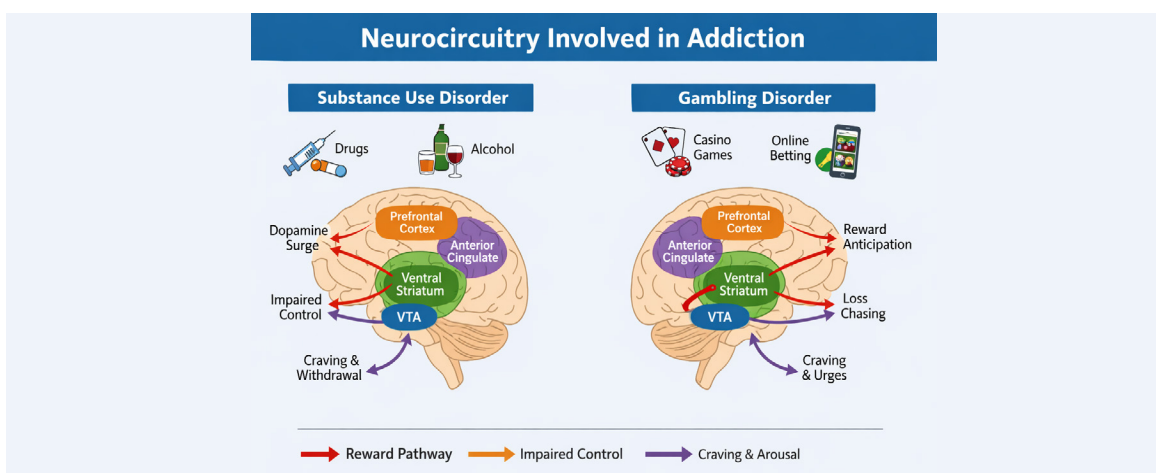 Neurocircuitry Involved in Addiction
Substance Use Disorder
Drugs
Alcohol
Prefrontal
Cortex
Anterior
Cingulate
Ventral
Striatum
VTA
Dopamine
Surge
Impaired
Control
Craving &
Withdrawal
Gambling Disorder
Casino
Games
Online
Betting
Prefrontal
Cortex
Anterior
Cingulate
Ventral
Striatum
VTA
Reward
Anticipation
Loss
Chasing
Craving
& Urges
Reward Pathway
Impaired Control
Craving & Arousal